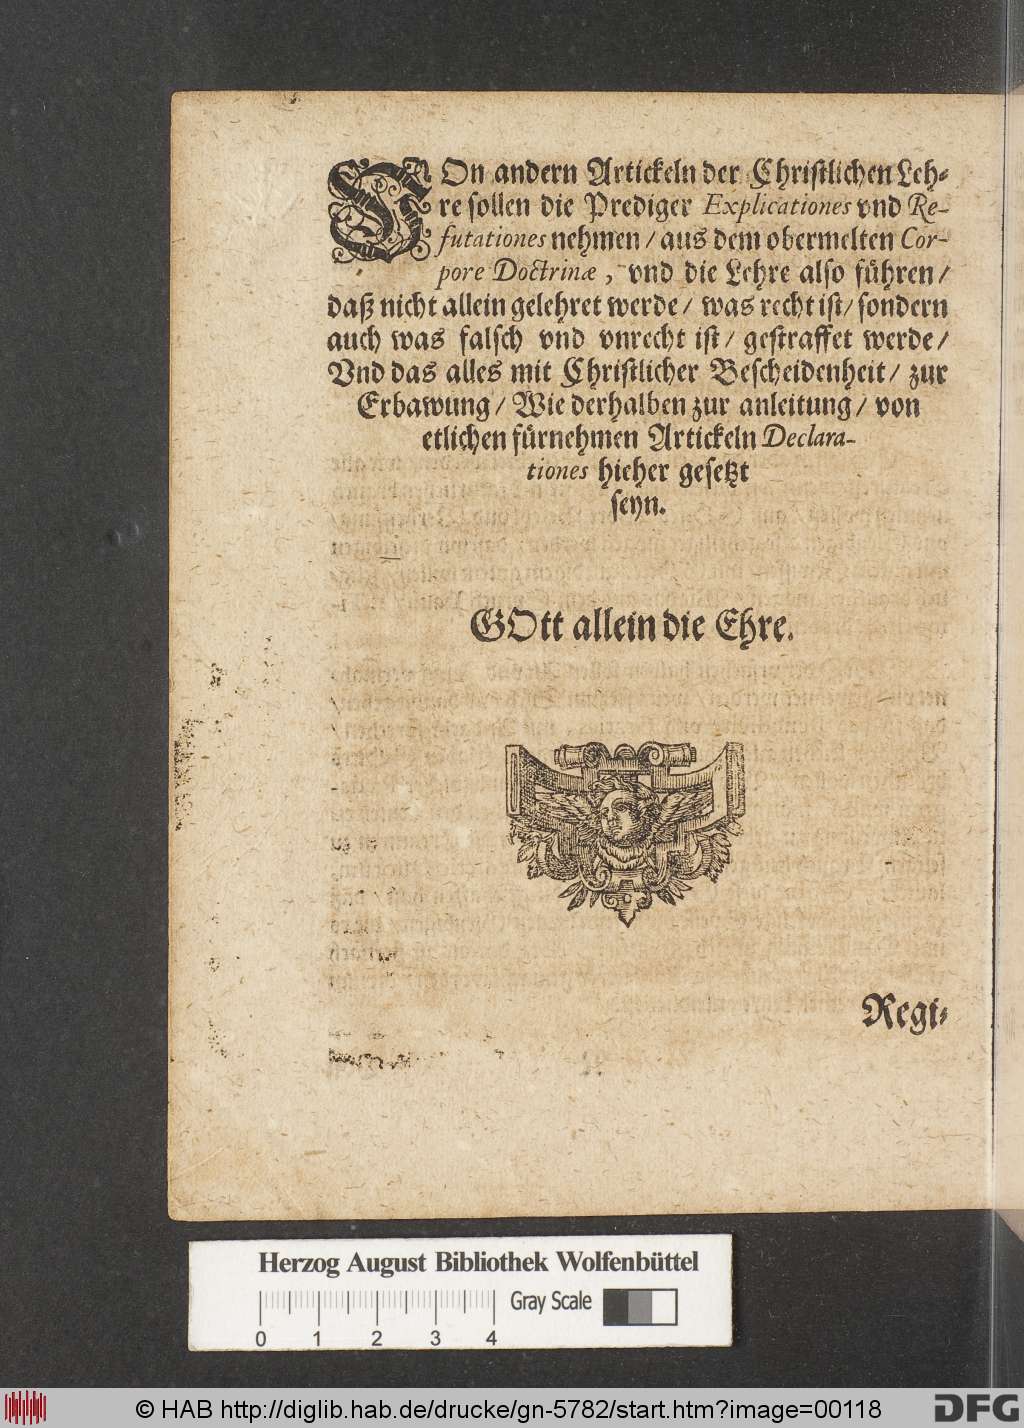 VOn andern Artickeln der Christlichen Leh-
re sollen die Prediger Explicationes vnd Re-
futationes nehmen / aus dem obermelten Cor-
pore Doctrinæ, vnd die Lehre also führen /
daß nicht allein gelehret werde / was recht ist / sondern
auch was falsch vnd vnrecht ist / gestraffet werde /
Vnd das alles mit Christlicher Bescheidenheit / zur
Erbawung / Wie derhalben zur anleitung / von
etlichen fürnehmen Artickeln Declara-
tiones hieher gesetzt
seyn.
GOtt allein die Ehre.
Regi-
Herzog August Bibliothek Wolfenbüttel
Gray Scale
0 1 2 3 4
© HAB http://diglib.hab.de/drucke/gn-5782/start.htm?image=00118
DFG